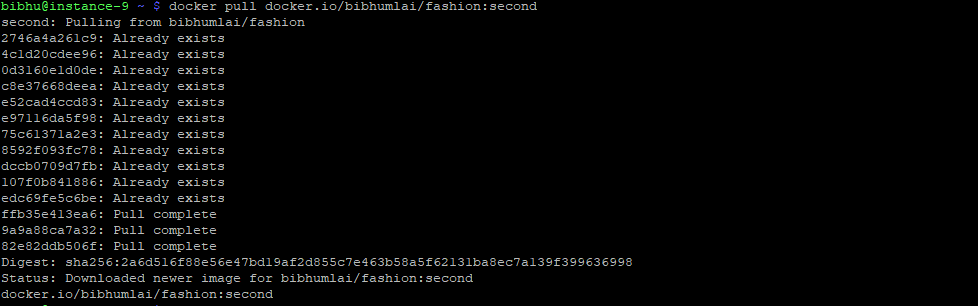 bibhu@instance-9 ~ $ docker pull docker.io/bibhumlai/fashion:second
second: Pulling from bibhumlai/fashion
2746a4a261c9: Already exists
4c1d20cdee96: Already exists
0d3160e1d0de: Already exists
c8e37668deea: Already exists
e52cad4ccd83: Already exists
e97116da5f98: Already exists
75c61371a2e3: Already exists
8592f093fc78: Already exists
dccb0709d7fb: Already exists
107f0b841886: Already exists
edc69fe5c6be: Already exists
ffb35e413ea6: Pull complete
9a9a88ca7a32: Pull complete
82e82ddb506f: Pull complete
Digest: sha256:2a6d516f88e56e47bd19af2d855c7e463b58a5f62131ba8ec7a139f399636998
Status: Downloaded newer image for bibhumlai/fashion:second
docker.io/bibhumlai/fashion:second